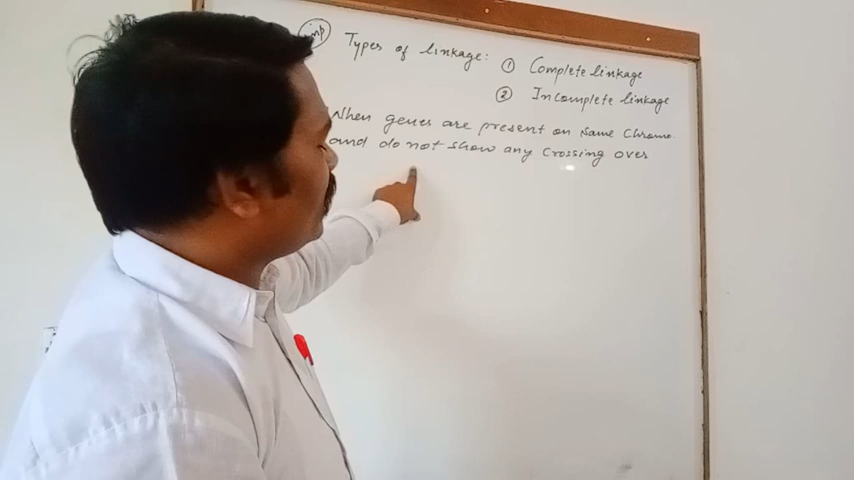 imp Types of linkage: ① Complete linkage
② Incomplete linkage
When genes are present on same Chromo.
and do not show any Crossing over